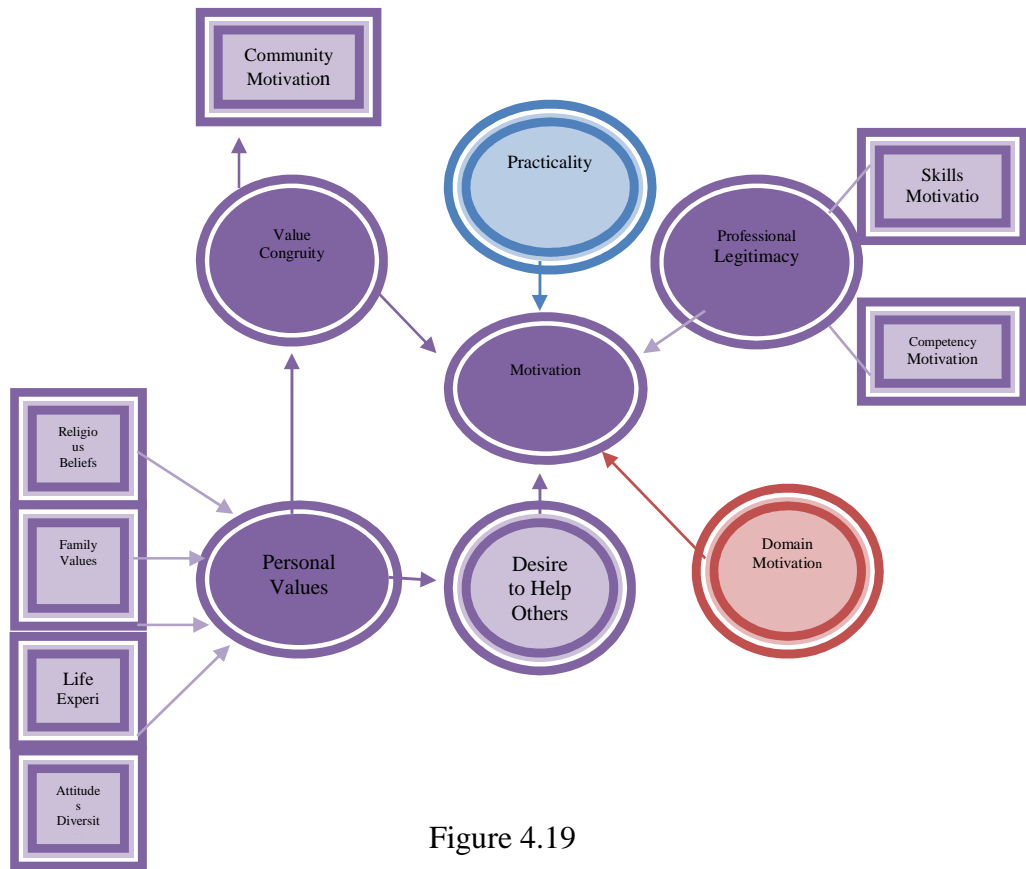 Community
Motivation
Practicality
Skills
Motivatio
Value
Congruity
Professional
Legitimacy
Competency
Motivation
Motivation
Religio
us
Beliefs
Family
Values
Personal
Values
Desire
to Help
Others
Domain
Motivation
Life
Experi
Attitude
s
Diversit
Figure 4.19